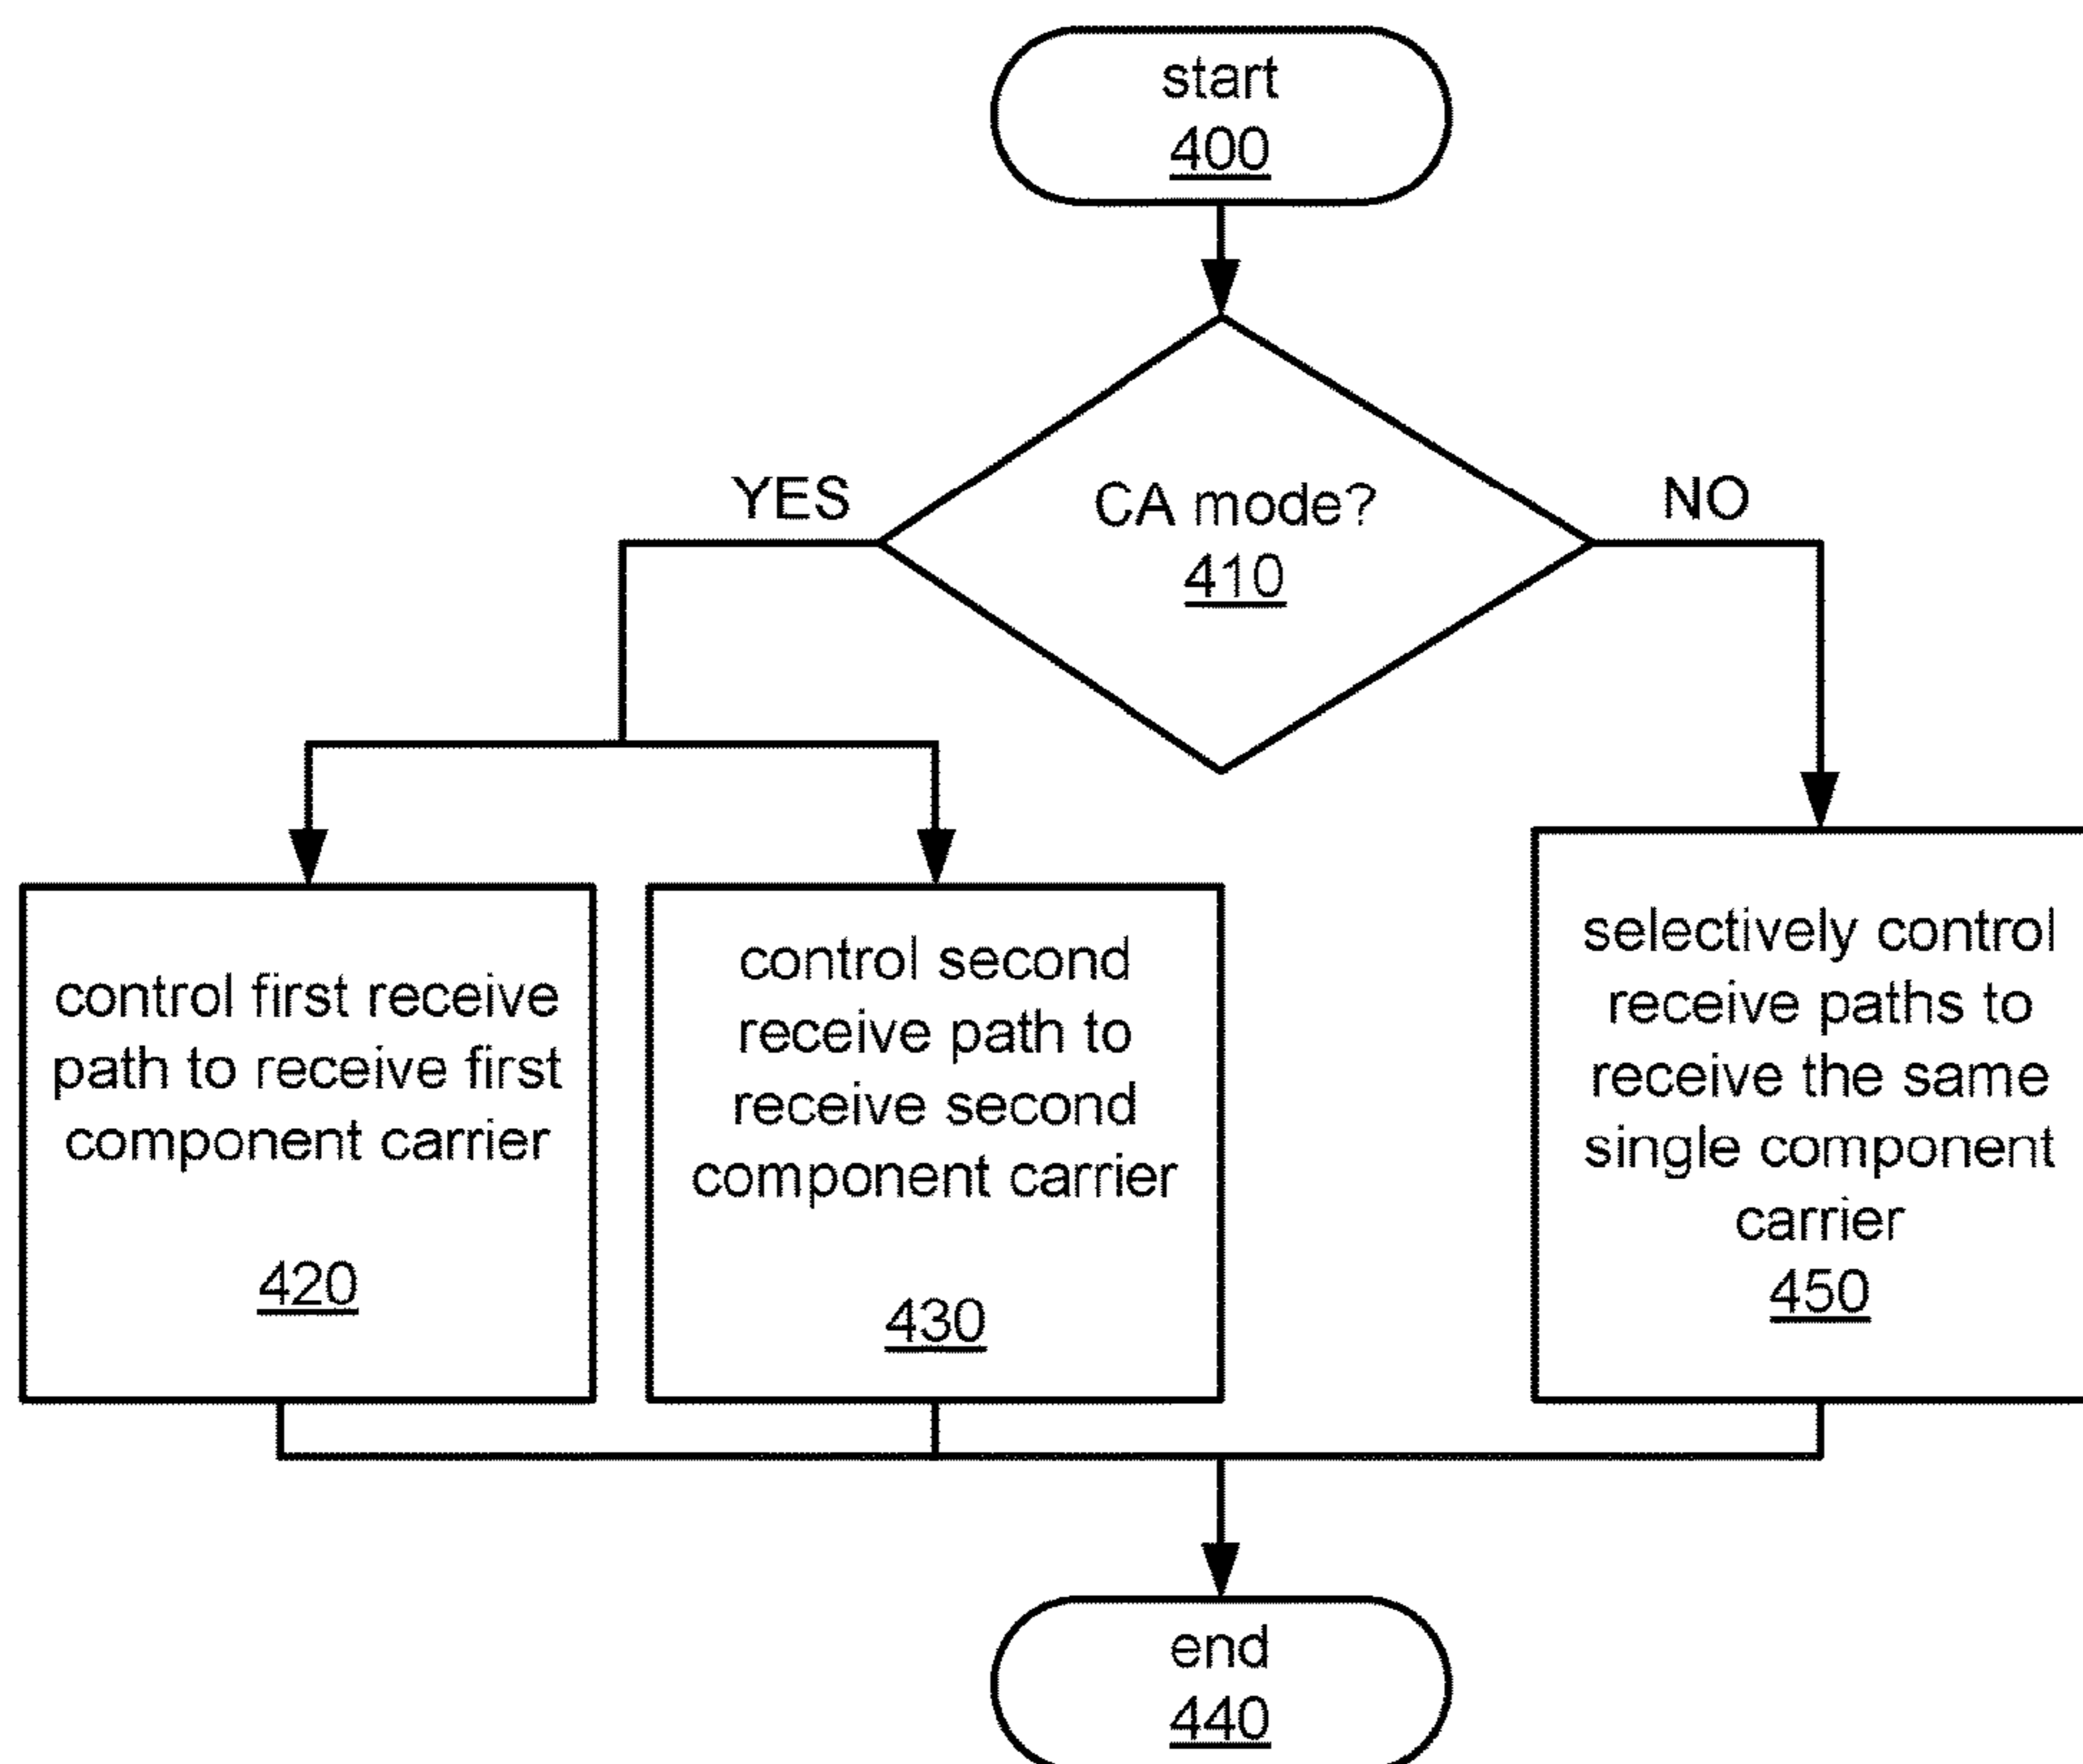 start
400
CA mode?
410
YES
NO
control first receive
path to receive first
component carrier
420
control second
receive path to
receive second
component carrier
430
selectively control
receive paths to
receive the same
single component
carrier
450
end
440